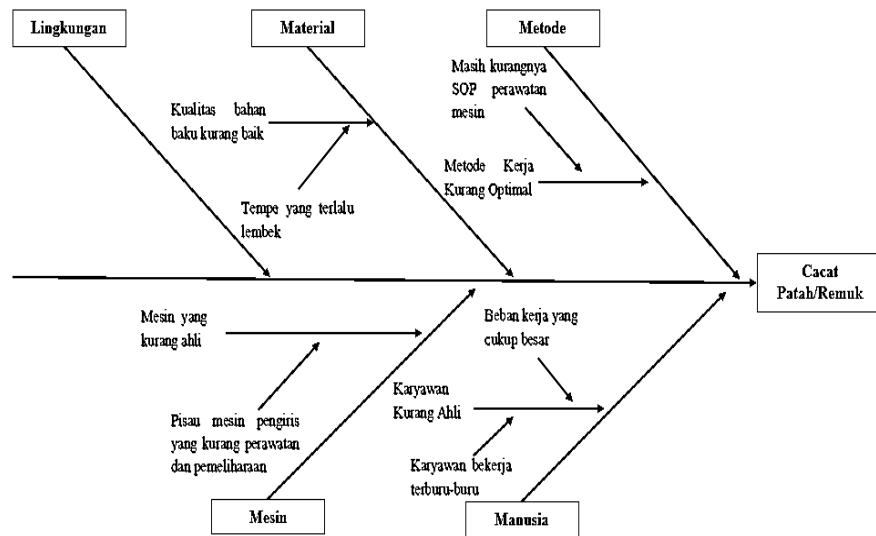 Lingkungan
Material
Metode
Masih kurangnya
SOP perawatan
mesin
Kualitas bahan
baku kurang baik
Metode Kerja
Kurang Optimal
Tempe yang terlalu
lembek
Cacat
Patah/Remuk
Mesin yang
kurang ahli
Beban kerja yang
cukup besar
Karyawan
Kurang Ahli
Pisau mesin pengiris
yang kurang perawatan
dan pemeliharaan
Karyawan bekerja
terburu-buru
Mesin
Manusia